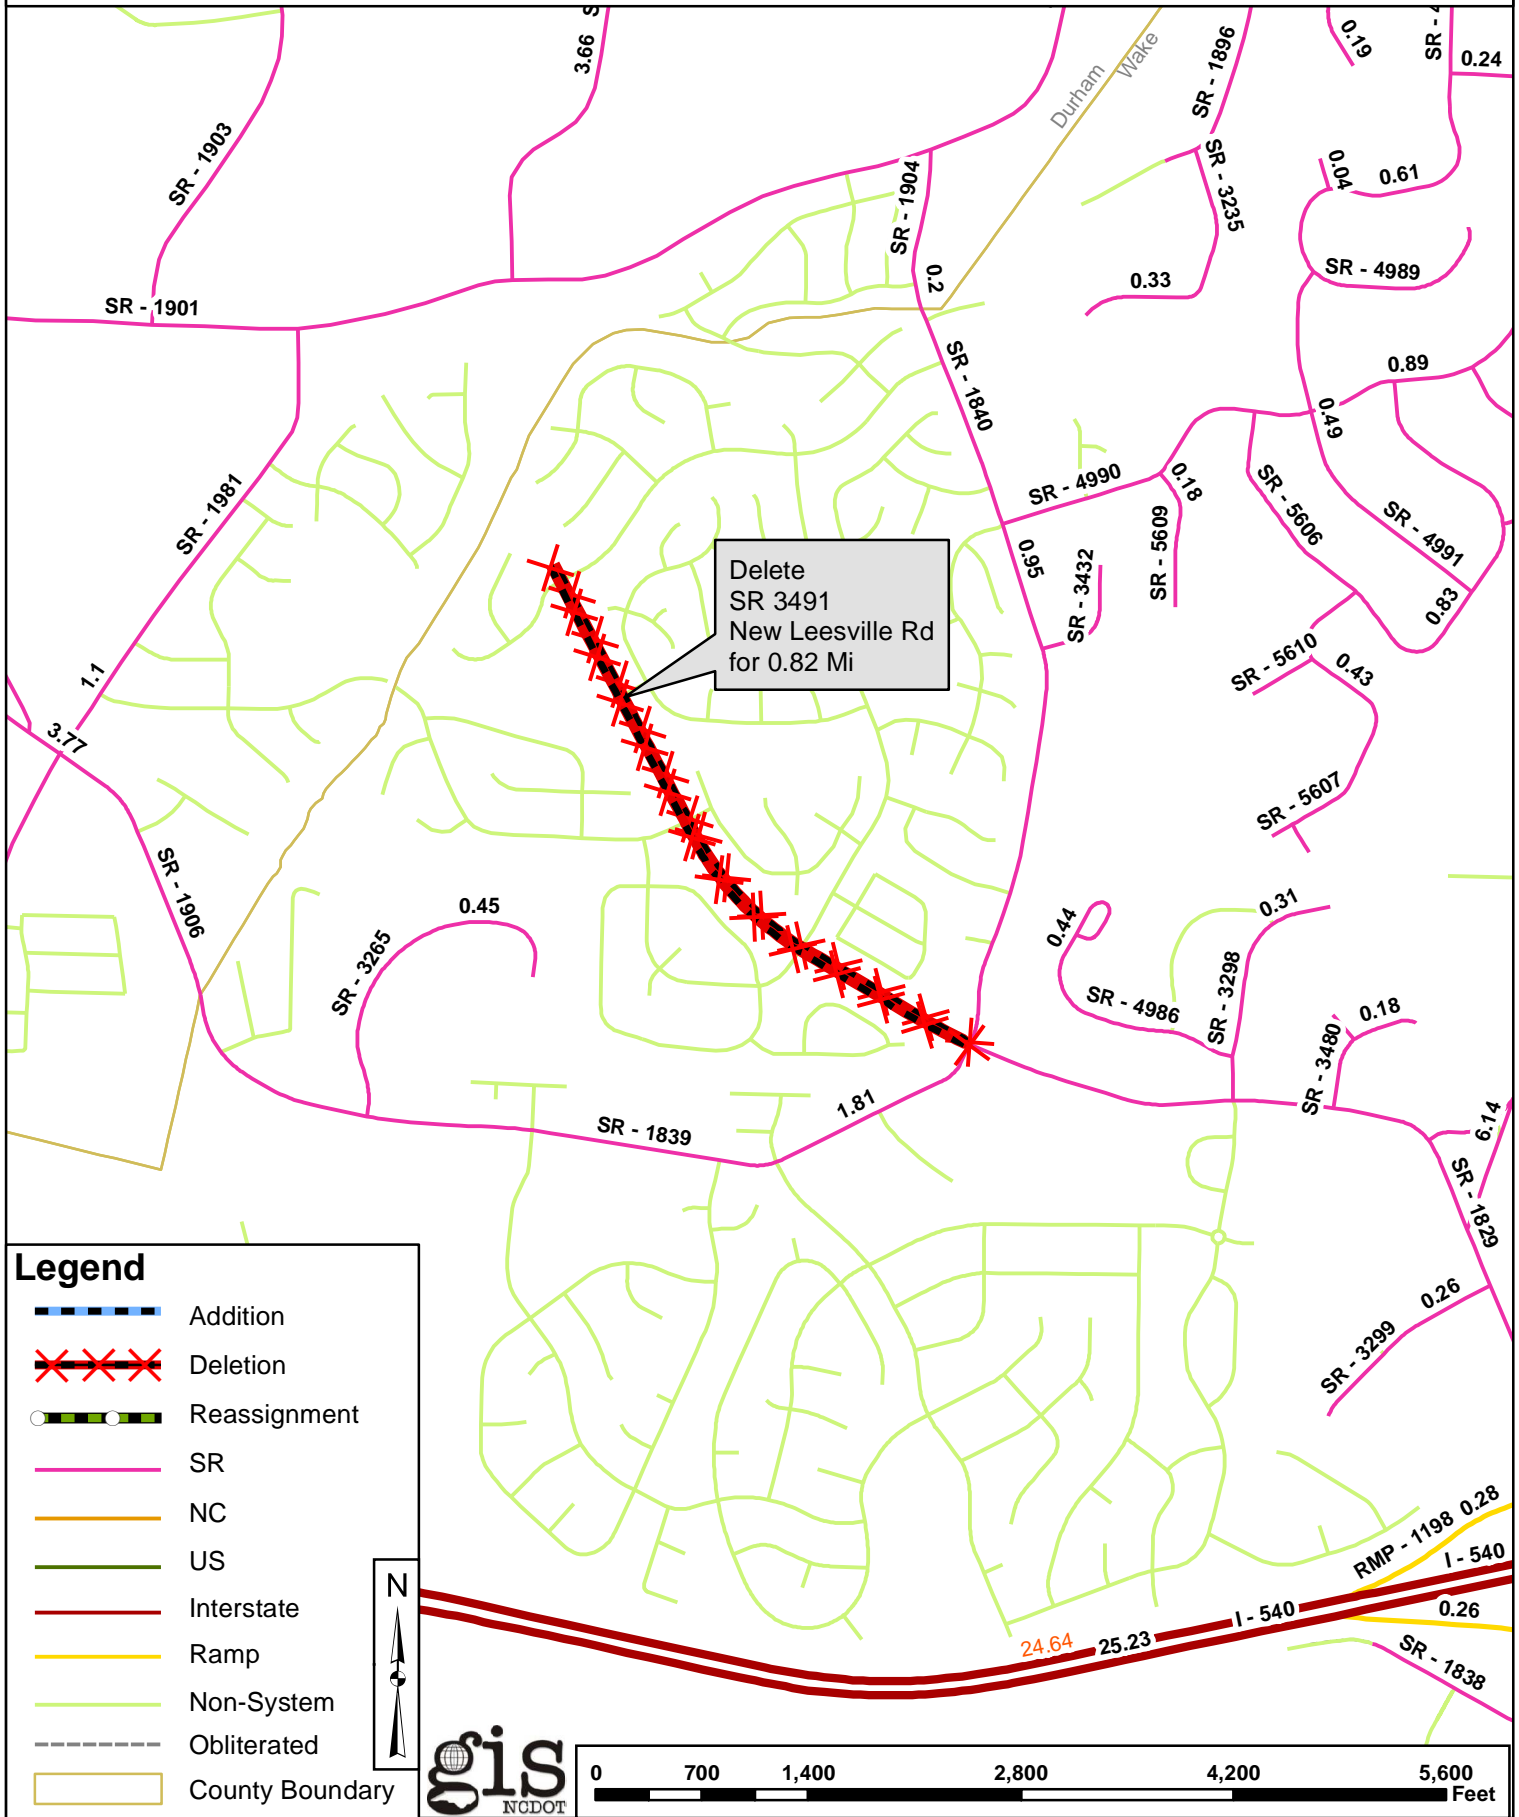 3.66
S
Durham
Wake
SR - 1896
0.19
SR - 4
0.24
SR - 1903
SR - 1904
SR - 3235
0.04
0.61
0.2
0.33
SR - 4989
SR - 1901
SR - 1840
0.89
0.49
SR - 1981
SR - 4990
0.18
SR - 5609
SR - 5606
SR - 4991
0.95
SR - 3432
0.83
Delete
SR 3491
New Leesville Rd
for 0.82 Mi
SR - 5610
0.43
1.1
3.77
SR - 5607
SR - 1906
0.45
SR - 3265
0.44
0.31
SR - 3298
SR - 4986
SR - 3480
0.18
1.81
SR - 1839
6.14
SR - 1829
0.26
SR - 3299
Legend
Addition
Deletion
Reassignment
SR
NC
US
Interstate
Ramp
Non-System
Obliterated
County Boundary
N
RMP - 1198
0.28
I - 540
I - 540
0.26
24.64
25.23
SR - 1838
gis
NCDOT
0 700 1,400 2,800 4,200 5,600
Feet